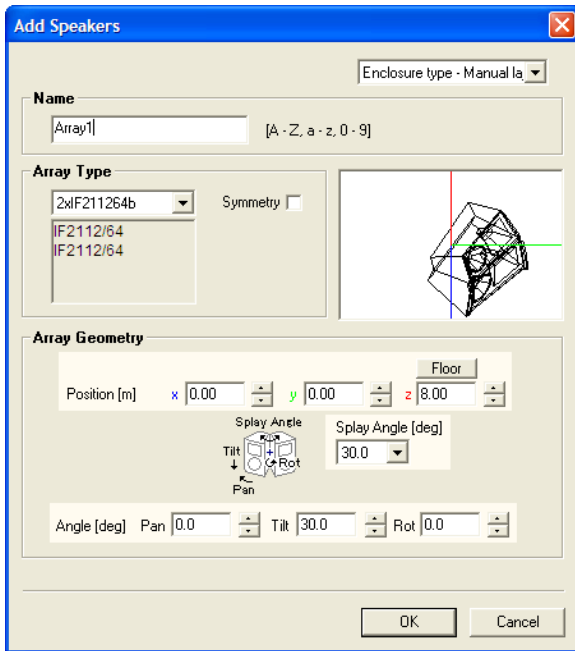 Add Speakers
Enclosure type - Manual la
Name
Array1 [A - Z, a - z, 0 - 9]
Array Type
2xIF211264b Symmetry
IF2112/64
IF2112/64
Array Geometry
Floor
Position [m] x 0.00 y 0.00 z 8.00
Splay Angle
Tilt
Rot
Pan
Splay Angle [deg]
30.0
Angle [deg] Pan 0.0 Tilt 30.0 Rot 0.0
OK Cancel